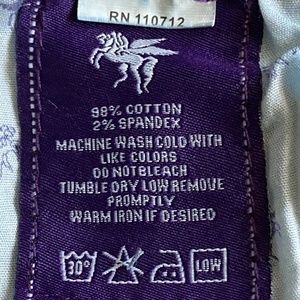 RN 110712
98% COTTON
2% SPANDEX
MACHINE WASH COLD WITH
LIKE COLORS
DO NOTBLEACH
TUMBLE DRY LOW REMOVE
PROMPTLY
WARM IRON IF DESIRED
30° LOW